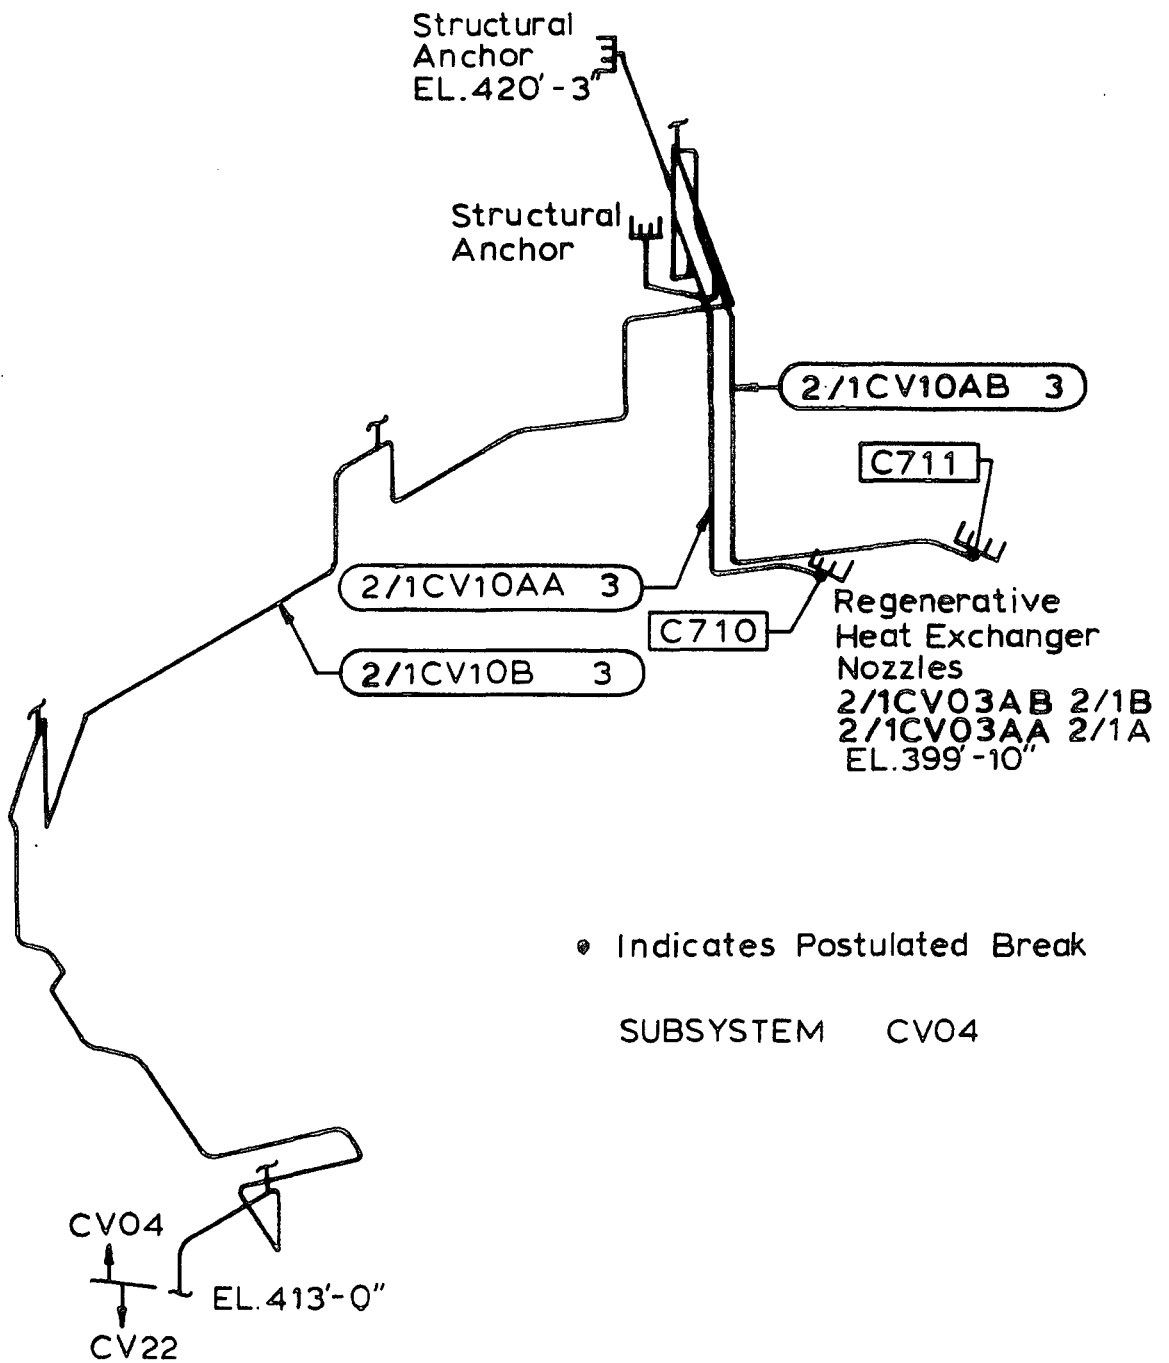 Structural
Anchor
EL.420'-3"
Structural
Anchor
2/1CV10AB 3
C711
2/1CV10AA 3
C710
Regenerative
Heat Exchanger
Nozzles
2/1CV03AB 2/1B
2/1CV03AA 2/1A
EL.399'-10"
2/1CV10B 3
Indicates Postulated Break
SUBSYSTEM CV04
CV04
EL.413'-0"
CV22